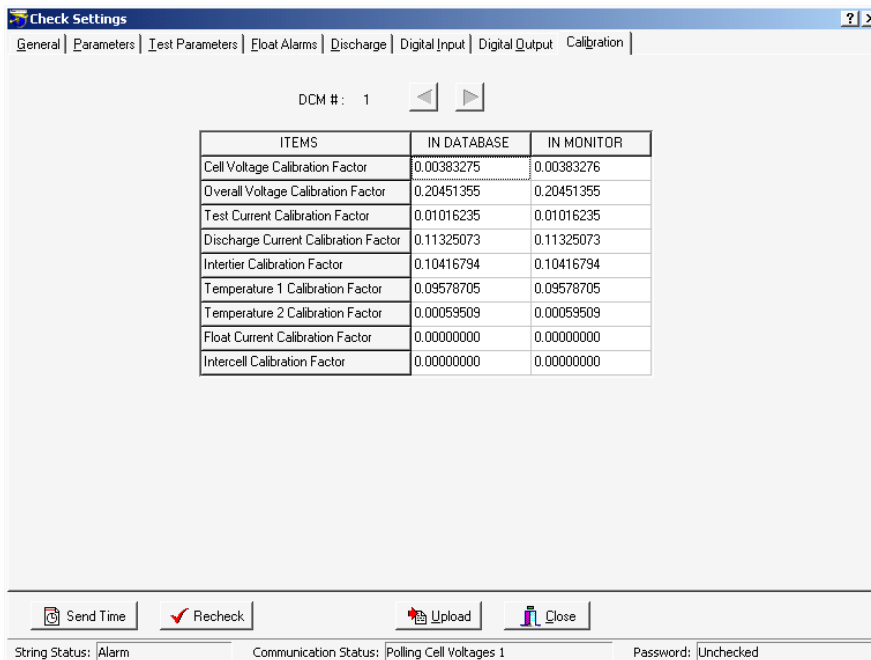 Check Settings
General Parameters Test Parameters Float Alarms Discharge Digital Input Digital Output Calibration
DCM # : 1
ITEMS IN DATABASE IN MONITOR
Cell Voltage Calibration Factor 0.00383275 0.00383276
Overall Voltage Calibration Factor 0.20451355 0.20451355
Test Current Calibration Factor 0.01016235 0.01016235
Discharge Current Calibration Factor 0.11325073 0.11325073
Intertier Calibration Factor 0.10416794 0.10416794
Temperature 1 Calibration Factor 0.09578705 0.09578705
Temperature 2 Calibration Factor 0.00059509 0.00059509
Float Current Calibration Factor 0.00000000 0.00000000
Intercell Calibration Factor 0.00000000 0.00000000
Send Time Recheck Upload Close
String Status: Alarm Communication Status: Polling Cell Voltages 1 Password: Unchecked